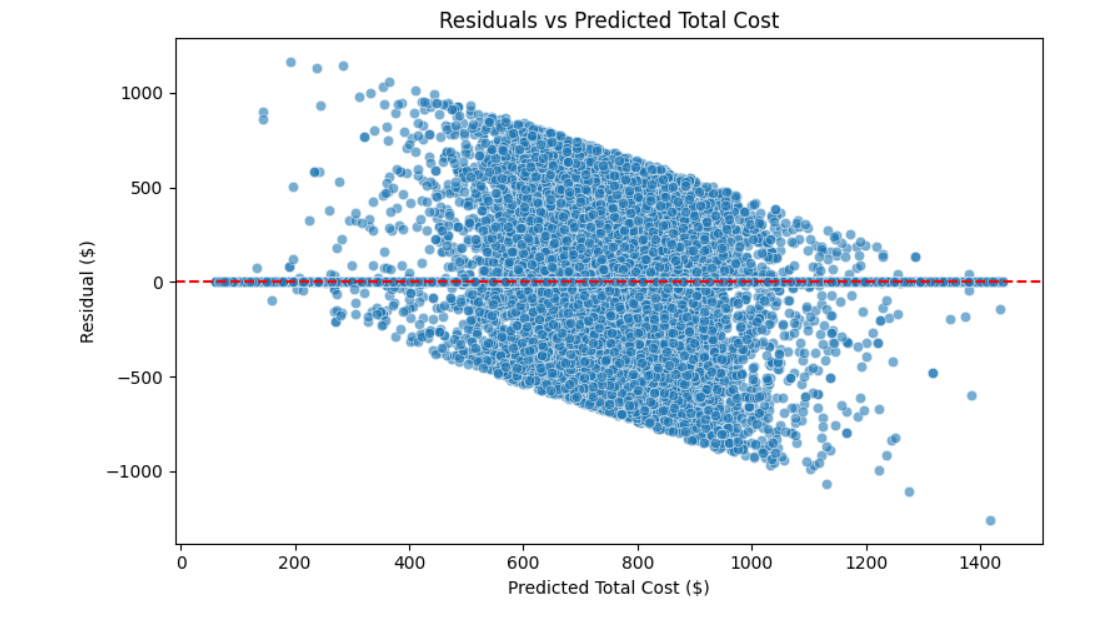 Residuals vs Predicted Total Cost
1000
500
0
−500
−1000
Residual ($)
0 200 400 600 800 1000 1200 1400
Predicted Total Cost ($)